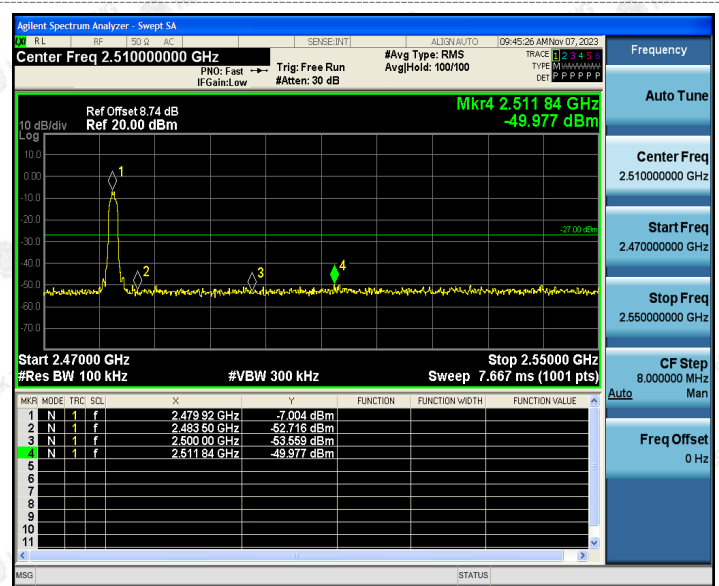 Agilent Spectrum Analyzer - Swept SA
LXI RL RF 50 Ω AC SENSE:INT ALIGN AUTO 09:45:26 AM Nov 07, 2023
Center Freq 2.510000000 GHz
PNO: Fast
IFGain:Low
Trig: Free Run
#Atten: 30 dB
#Avg Type: RMS
Avg|Hold: 100/100
TRACE 1 2 3 4 5 6
TYPE MWWWWW
DET P P P P P P
Frequency
Auto Tune
Center Freq
2.510000000 GHz
Start Freq
2.470000000 GHz
Stop Freq
2.550000000 GHz
CF Step
8.000000 MHz
Auto Man
Freq Offset
0 Hz
Mkr4 2.511 84 GHz
-49.977 dBm
Ref Offset 8.74 dB
10 dB/div Ref 20.00 dBm
Log
10.0
0.00
-10.0
-20.0
-30.0
-40.0
-50.0
-60.0
-70.0
1
2
3
4
-27.00 dBm
Start 2.47000 GHz Stop 2.55000 GHz
#Res BW 100 kHz #VBW 300 kHz Sweep 7.667 ms (1001 pts)
MKR MODE TRC SCL X Y FUNCTION FUNCTION WIDTH FUNCTION VALUE
1 N 1 f 2.479 92 GHz -7.004 dBm
2 N 1 f 2.483 50 GHz -52.716 dBm
3 N 1 f 2.500 00 GHz -53.559 dBm
4 N 1 f 2.511 84 GHz -49.977 dBm
5
6
7
8
9
10
11
MSG STATUS